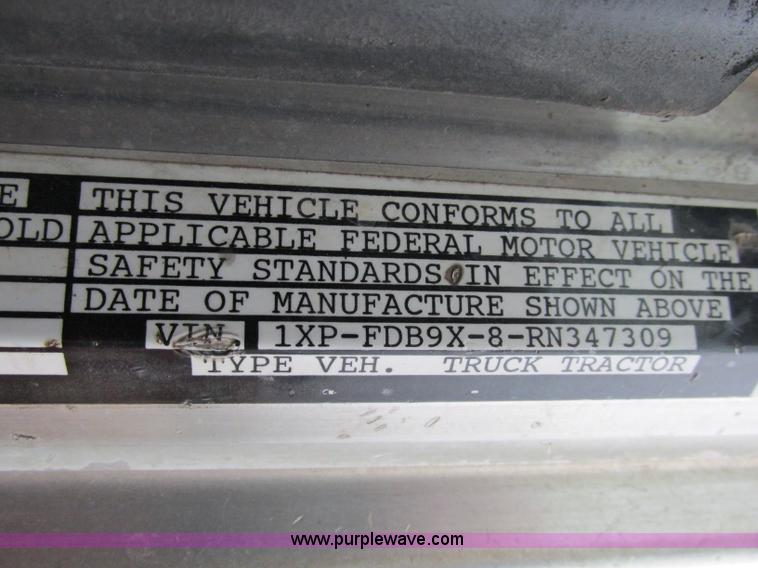 E THIS VEHICLE CONFORMS TO ALL
OLD APPLICABLE FEDERAL MOTOR VEHICLE
SAFETY STANDARDS IN EFFECT ON THE
DATE OF MANUFACTURE SHOWN ABOVE
VIN 1XP-FDB9X-8-RN347309
TYPE VEH. TRUCK TRACTOR
www.purplewave.com